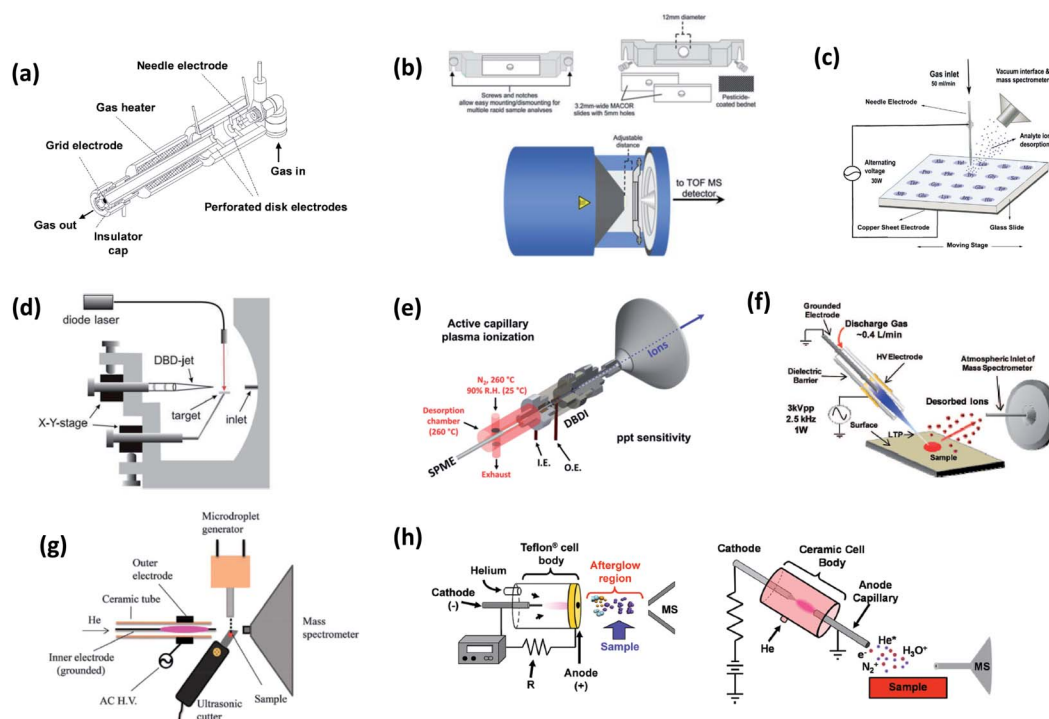 (a)
Needle electrode
Gas heater
Grid electrode
Gas in
Perforated disk electrodes
Gas out
Insulator
cap
(b)
12mm diameter
Screws and notches
allow easy mounting/dismounting for
multiple rapid sample analyses
3.2mm-wide MACOR
slides with 5mm holes
Pesticide-
coated bednet
Adjustable
distance
to TOF MS
detector
(c)
Gas inlet
50 ml/min
Vacuum interface &
mass spectrometer
Needle Electrode
Analyte ion
desorption
Alternating
voltage
30W
Copper Sheet Electrode
Glass Slide
Moving Stage
(d)
diode laser
DBD-jet
X-Y-stage
target
inlet
(e)
Active capillary
plasma ionization
Ions
N₂, 260 °C
90% R.H. (25 °C)
Desorption
chamber
(260 °C)
DBDI
ppt sensitivity
SPME
I.E.
O.E.
Exhaust
(f)
Grounded
Electrode
Discharge Gas
~0.4 L/min
HV Electrode
Atmospheric Inlet of
Mass Spectrometer
Dielectric
Barrier
Desorbed Ions
3kVpp
2.5 kHz
1W
Surface
LTP
Sample
(g)
Microdroplet
generator
Outer
electrode
Ceramic tube
He
Mass
spectrometer
Inner electrode
(grounded)
AC H.V.
Ultrasonic
cutter
Sample
(h)
Teflon® cell
body
Helium
Afterglow
region
Cathode
(-)
MS
Sample
R
Anode
(+)
Cathode
Ceramic Cell
Body
Anode
Capillary
He
He*
e-
H₃O⁺
N₂⁺
MS
Sample